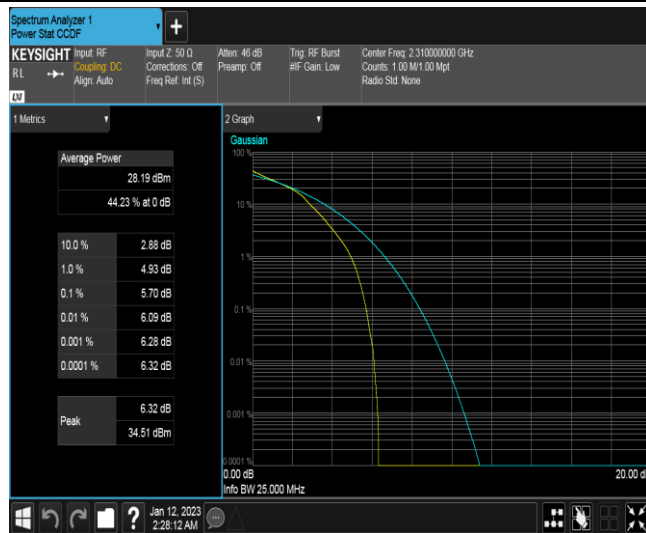 Spectrum Analyzer 1
Power Stat CCDF
+
KEYSIGHT
RL
Input: RF
Coupling: DC
Align: Auto
Input Z: 50 Ω
Corrections: Off
Freq Ref: Int (S)
Atten: 46 dB
Preamp: Off
Trig: RF Burst
#IF Gain: Low
Center Freq: 2.310000000 GHz
Counts: 1.00 M/1.00 Mpt
Radio Std: None
1 Metrics
Average Power
28.19 dBm
44.23 % at 0 dB
10.0 % 2.88 dB
1.0 % 4.93 dB
0.1 % 5.70 dB
0.01 % 6.09 dB
0.001 % 6.28 dB
0.0001 % 6.32 dB
Peak
6.32 dB
34.51 dBm
2 Graph
Gaussian
100 %
10 %
1 %
0.1 %
0.01 %
0.001 %
0.0001 %
0.00 dB
20.00 d
Info BW 25.000 MHz
?
Jan 12, 2023
2:28:12 AM